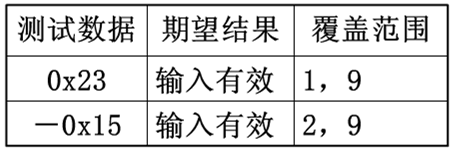 测试数据 期望结果 覆盖范围
0x23 输入有效 1，9
－0x15 输入有效 2，9